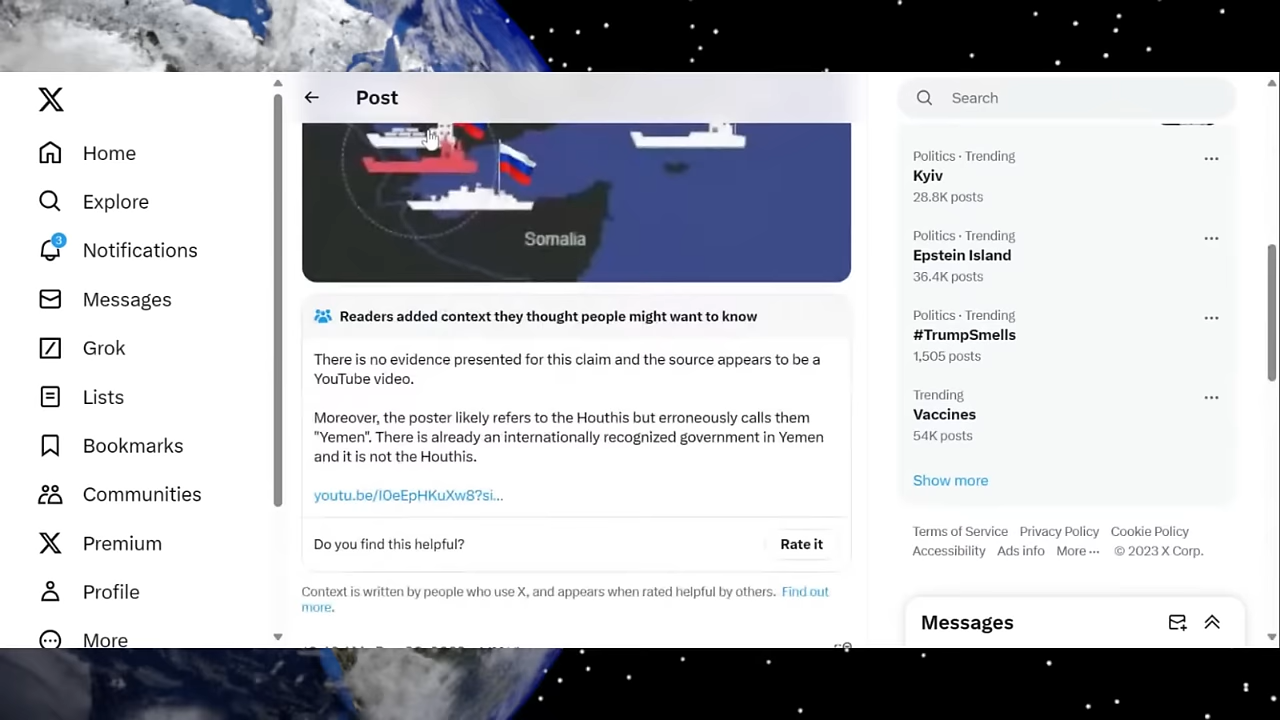 Post
Search
Home
Explore
3
Notifications
Messages
Grok
Lists
Bookmarks
Communities
Premium
Profile
More
Somalia
Readers added context they thought people might want to know
There is no evidence presented for this claim and the source appears to be a
YouTube video.
Moreover, the poster likely refers to the Houthis but erroneously calls them
"Yemen". There is already an internationally recognized government in Yemen
and it is not the Houthis.
youtu.be/I0eEpHKuXw8?si...
Do you find this helpful?
Rate it
Context is written by people who use X, and appears when rated helpful by others. Find out
more.
Politics · Trending
Kyiv
28.8K posts
Politics · Trending
Epstein Island
36.4K posts
Politics · Trending
#TrumpSmells
1,505 posts
Trending
Vaccines
54K posts
Show more
Terms of Service Privacy Policy Cookie Policy
Accessibility Ads info More ··· © 2023 X Corp.
Messages